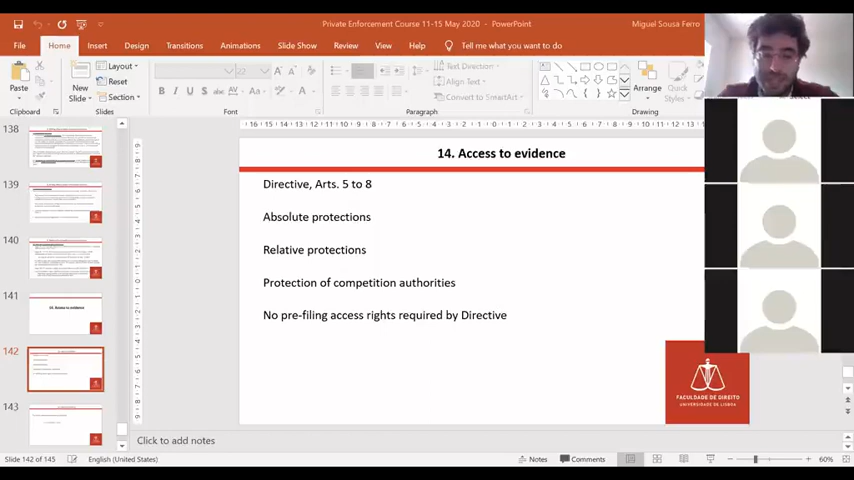 Private Enforcement Course 11-15 May 2020 - PowerPoint
Miguel Sousa Ferro
File Home Insert Design Transitions Animations Slide Show Review View Help Tell me what you want to do
Paste
Clipboard
New Slide
Layout
Reset
Section
Slides
22
B I U S
Font
Text Direction
Align Text
Convert to SmartArt
Paragraph
Arrange
Quick Styles
Drawing
138
139
140
141
14. Access to evidence
142
143
14. Access to evidence
Directive, Arts. 5 to 8
Absolute protections
Relative protections
Protection of competition authorities
No pre-filing access rights required by Directive
FACULDADE DE DIREITO
UNIVERSIDADE DE LISBOA
Click to add notes
Slide 142 of 145 English (United States) Notes Comments 60%